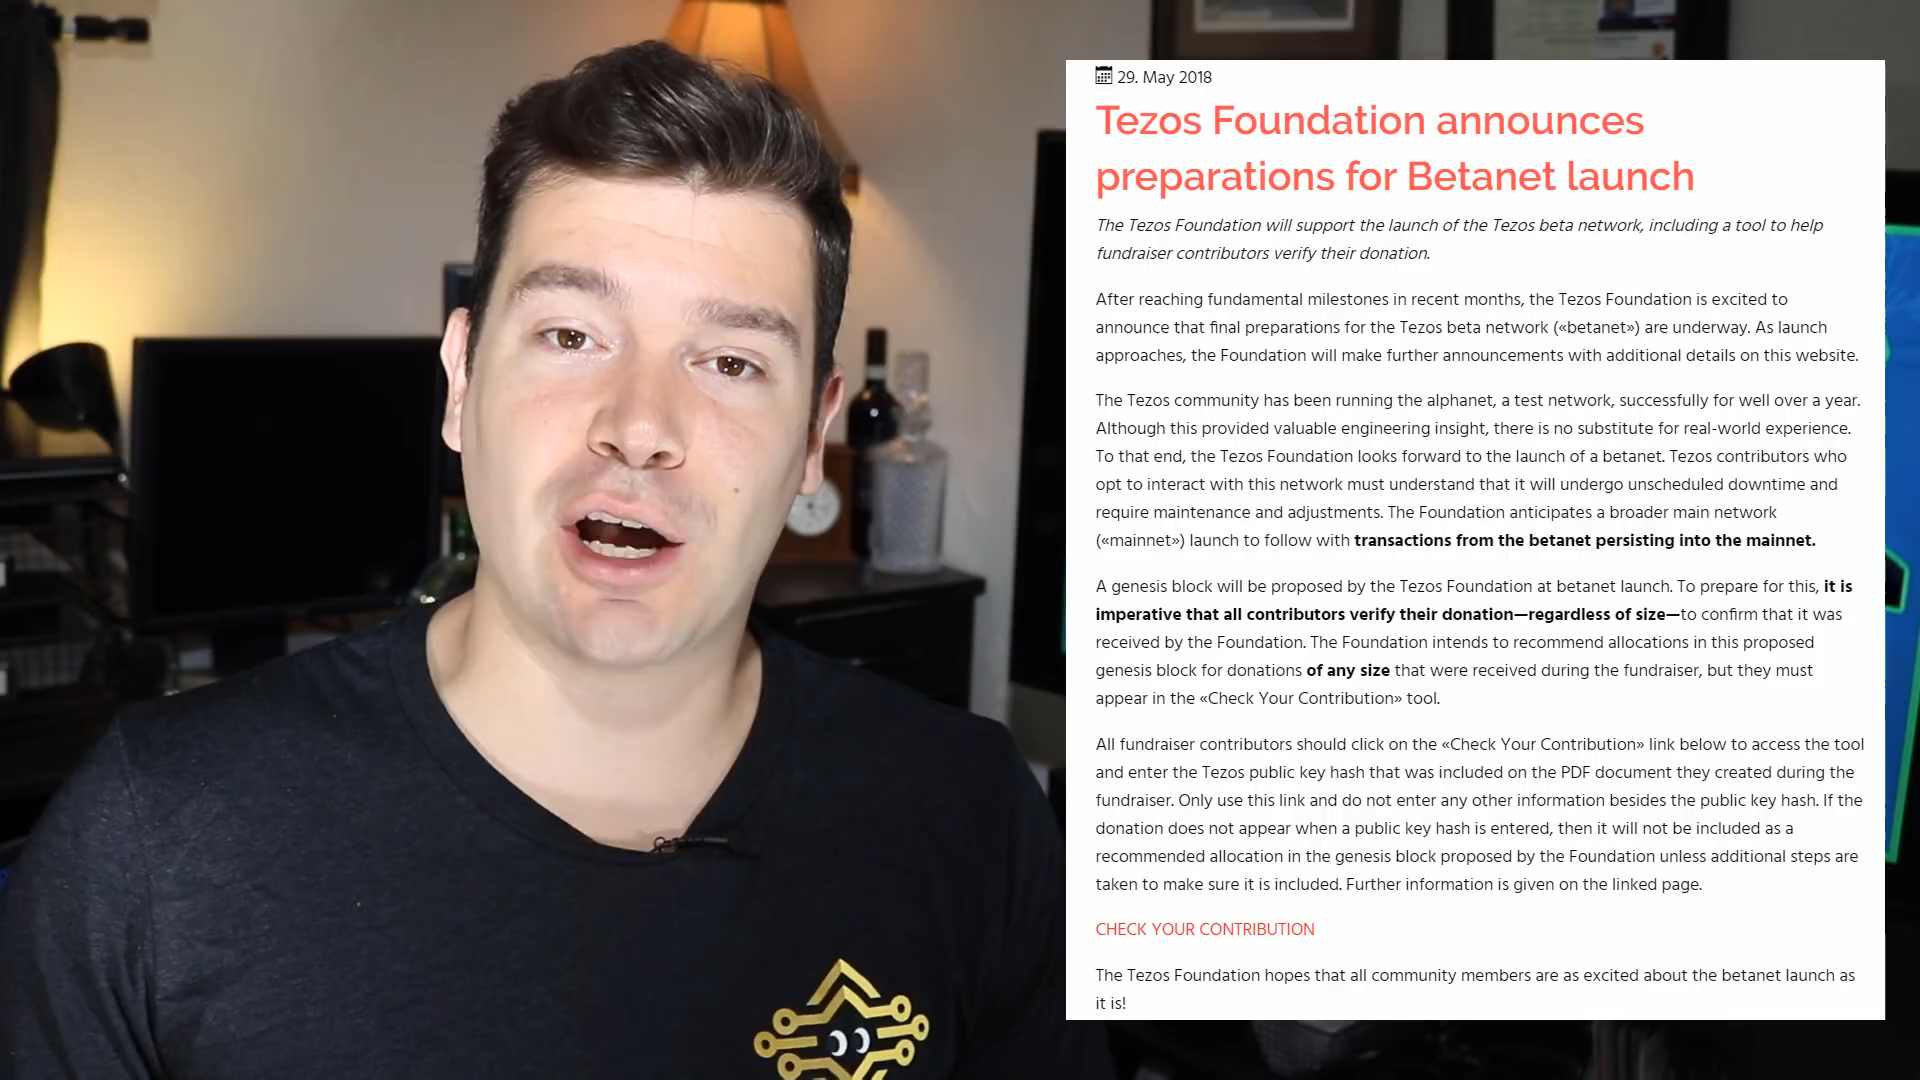 29. May 2018
Tezos Foundation announces
preparations for Betanet launch
The Tezos Foundation will support the launch of the Tezos beta network, including a tool to help
fundraiser contributors verify their donation.
After reaching fundamental milestones in recent months, the Tezos Foundation is excited to
announce that final preparations for the Tezos beta network («betanet») are underway. As launch
approaches, the Foundation will make further announcements with additional details on this website.
The Tezos community has been running the alphanet, a test network, successfully for well over a year.
Although this provided valuable engineering insight, there is no substitute for real-world experience.
To that end, the Tezos Foundation looks forward to the launch of a betanet. Tezos contributors who
opt to interact with this network must understand that it will undergo unscheduled downtime and
require maintenance and adjustments. The Foundation anticipates a broader main network
(«mainnet») launch to follow with transactions from the betanet persisting into the mainnet.
A genesis block will be proposed by the Tezos Foundation at betanet launch. To prepare for this, it is
imperative that all contributors verify their donation—regardless of size—to confirm that it was
received by the Foundation. The Foundation intends to recommend allocations in this proposed
genesis block for donations of any size that were received during the fundraiser, but they must
appear in the «Check Your Contribution» tool.
All fundraiser contributors should click on the «Check Your Contribution» link below to access the tool
and enter the Tezos public key hash that was included on the PDF document they created during the
fundraiser. Only use this link and do not enter any other information besides the public key hash. If the
donation does not appear when a public key hash is entered, then it will not be included as a
recommended allocation in the genesis block proposed by the Foundation unless additional steps are
taken to make sure it is included. Further information is given on the linked page.
CHECK YOUR CONTRIBUTION
The Tezos Foundation hopes that all community members are as excited about the betanet launch as
it is!